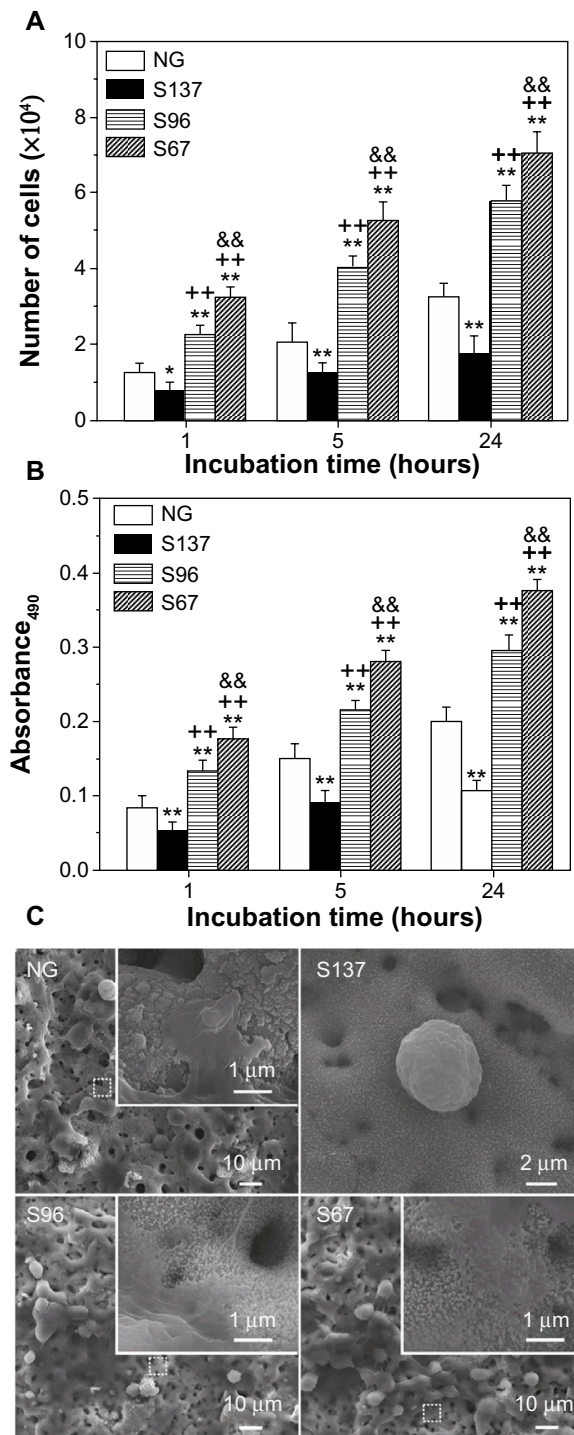 A
10
8
6
4
2
0
Number of cells (×10⁴)
NG
S137
S96
S67
*
**
++
**
&&
++
**
**
++
**
&&
++
**
**
++
**
&&
++
**
1 5 24
Incubation time (hours)
B
0.5
0.4
0.3
0.2
0.1
0.0
Absorbance₄₉₀
NG
S137
S96
S67
**
++
**
&&
++
**
**
++
**
&&
++
**
**
++
**
&&
++
**
1 5 24
Incubation time (hours)
C
NG
1 μm
10 μm
S137
2 μm
S96
1 μm
10 μm
S67
1 μm
10 μm